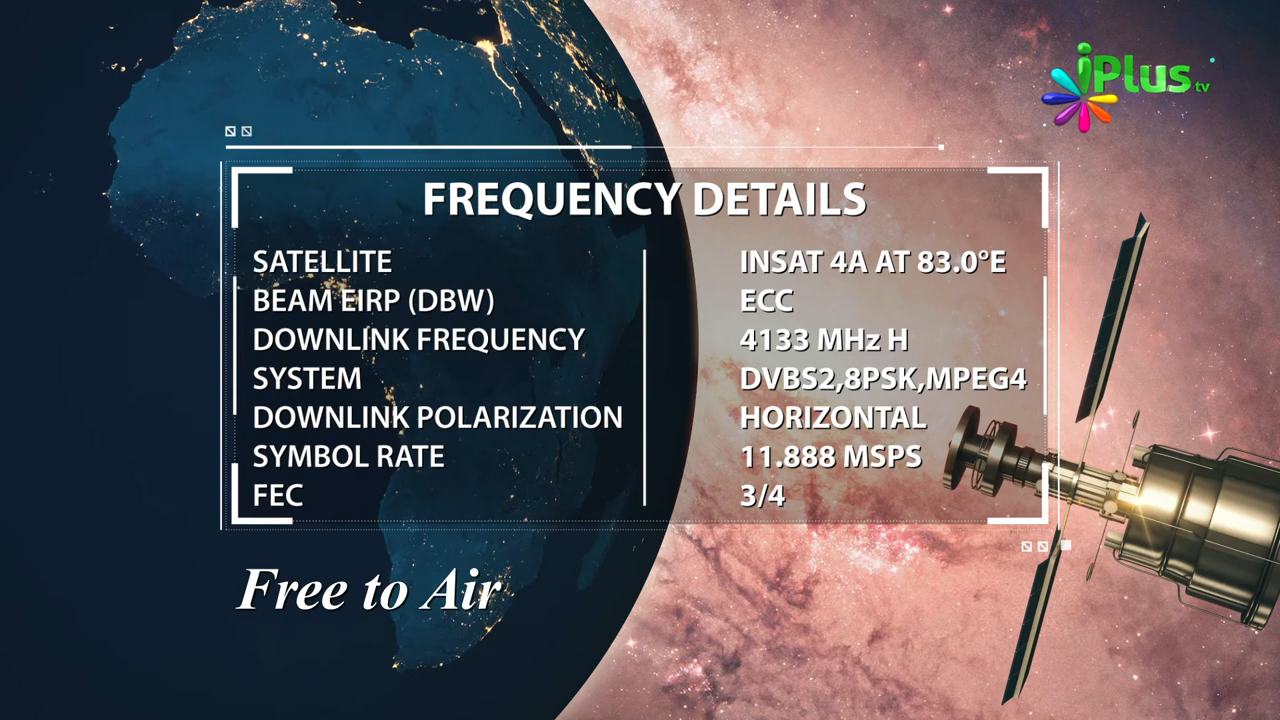 iPlus tv
FREQUENCY DETAILS
SATELLITE INSAT 4A AT 83.0°E
BEAM EIRP (DBW) ECC
DOWNLINK FREQUENCY 4133 MHz H
SYSTEM DVBS2,8PSK,MPEG4
DOWNLINK POLARIZATION HORIZONTAL
SYMBOL RATE 11.888 MSPS
FEC 3/4
Free to Air